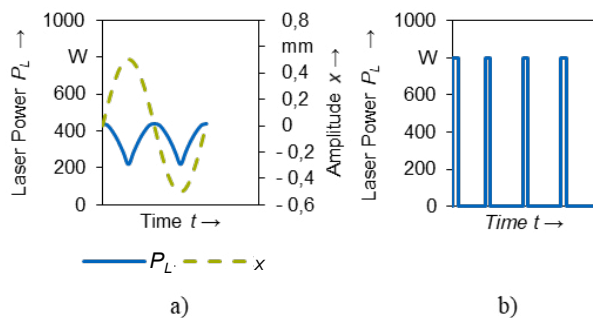 Laser Power P_L →
1000
W
600
400
200
0
Time t →
0,8
mm
0,4
0,2
0
- 0,2
- 0,4
- 0,6
Amplitude x →
P_L.
x
a)
Laser Power P_L →
1000
W
600
400
200
0
Time t →
b)